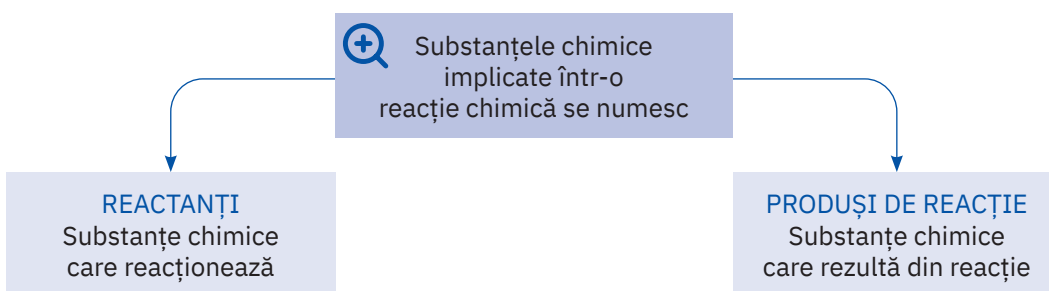 Substanțele chimice
implicate într-o
reacție chimică se numesc
REACTANȚI
Substanțe chimice
care reacționează
PRODUȘI DE REACȚIE
Substanțe chimice
care rezultă din reacție